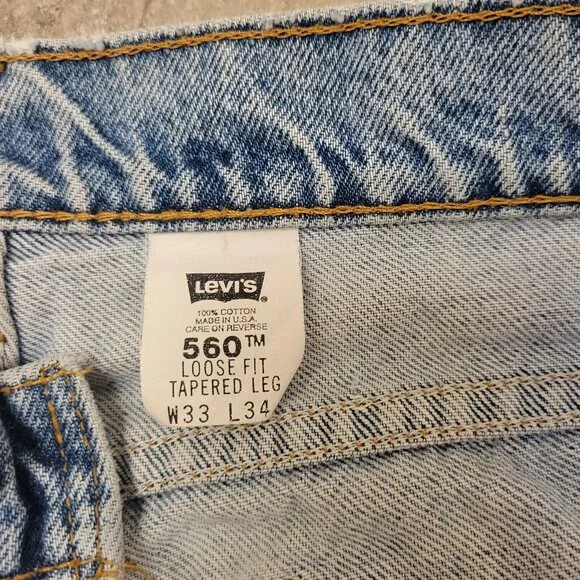 Levi's ®
100% COTTON
MADE IN U.S.A.
CARE ON REVERSE
560™
LOOSE FIT
TAPERED LEG
W33 L34